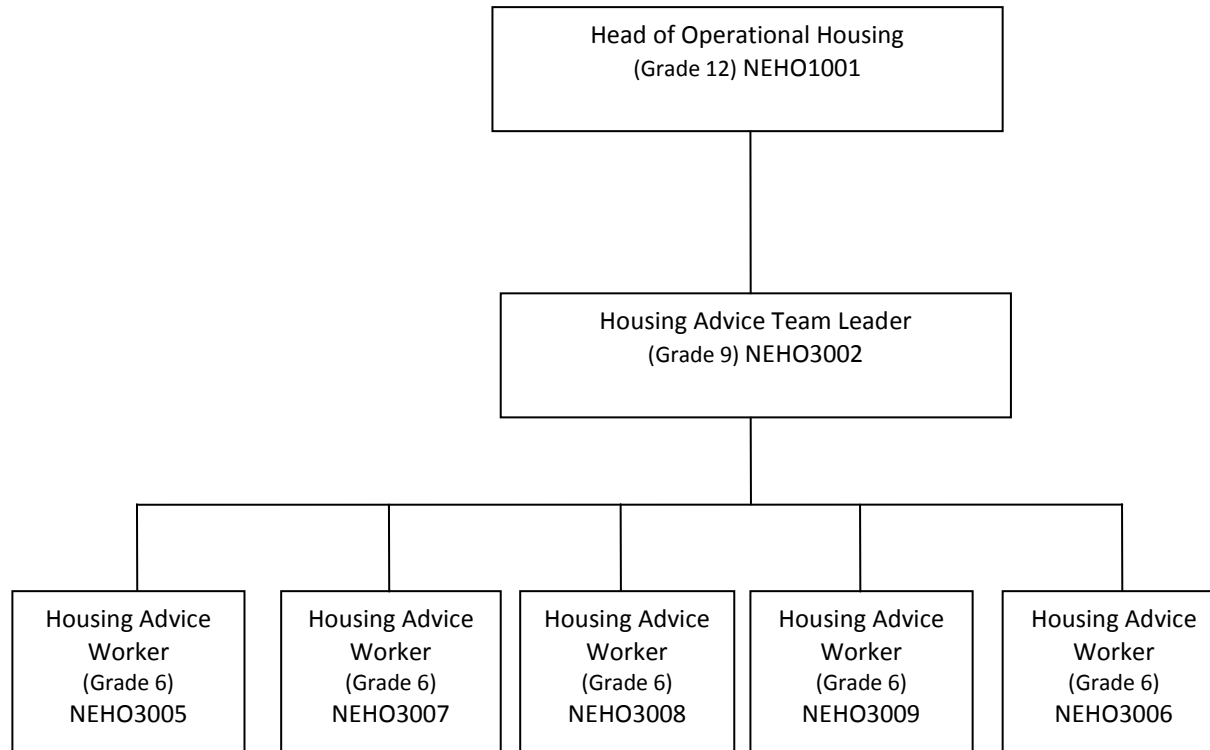 Head of Operational Housing
(Grade 12) NEHO1001
Housing Advice Team Leader
(Grade 9) NEHO3002
Housing Advice
Worker
(Grade 6)
NEHO3005
Housing Advice
Worker
(Grade 6)
NEHO3007
Housing Advice
Worker
(Grade 6)
NEHO3008
Housing Advice
Worker
(Grade 6)
NEHO3009
Housing Advice
Worker
(Grade 6)
NEHO3006